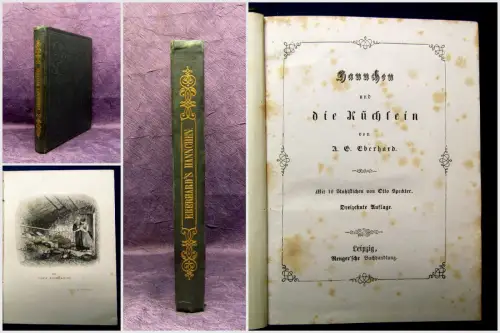 EBERHARD'S HANNCHEN
Hannchen
und
die Küchlein
von
A. G. Eberhard.
Mit 10 Stahlstichen von Otto Speckter.
Dreizehnte Auflage.
Leipzig,
Renger'sche Buchhandlung.